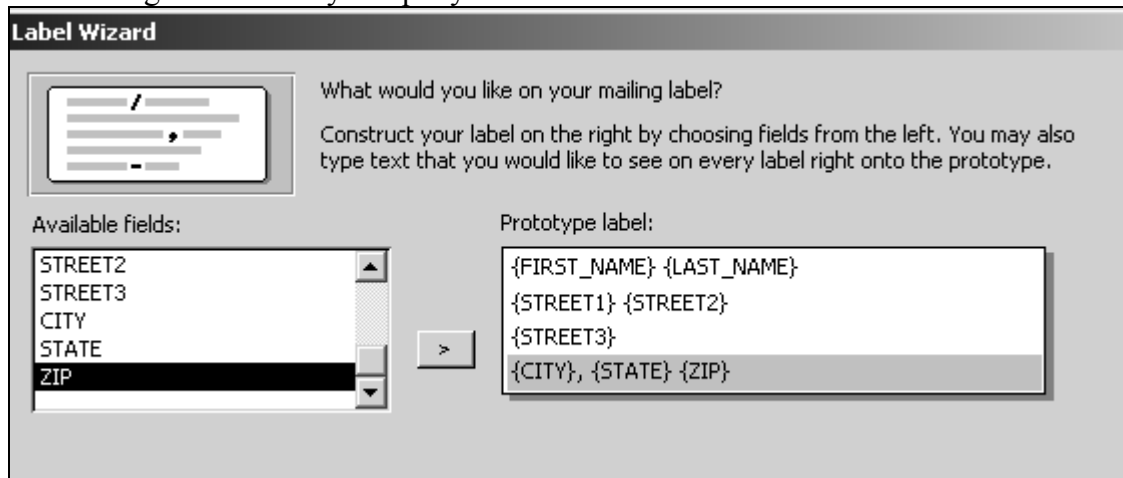 Label Wizard
What would you like on your mailing label?
Construct your label on the right by choosing fields from the left. You may also
type text that you would like to see on every label right onto the prototype.
Available fields:
STREET2
STREET3
CITY
STATE
ZIP
>
Prototype label:
{FIRST_NAME} {LAST_NAME}
{STREET1} {STREET2}
{STREET3}
{CITY}, {STATE} {ZIP}